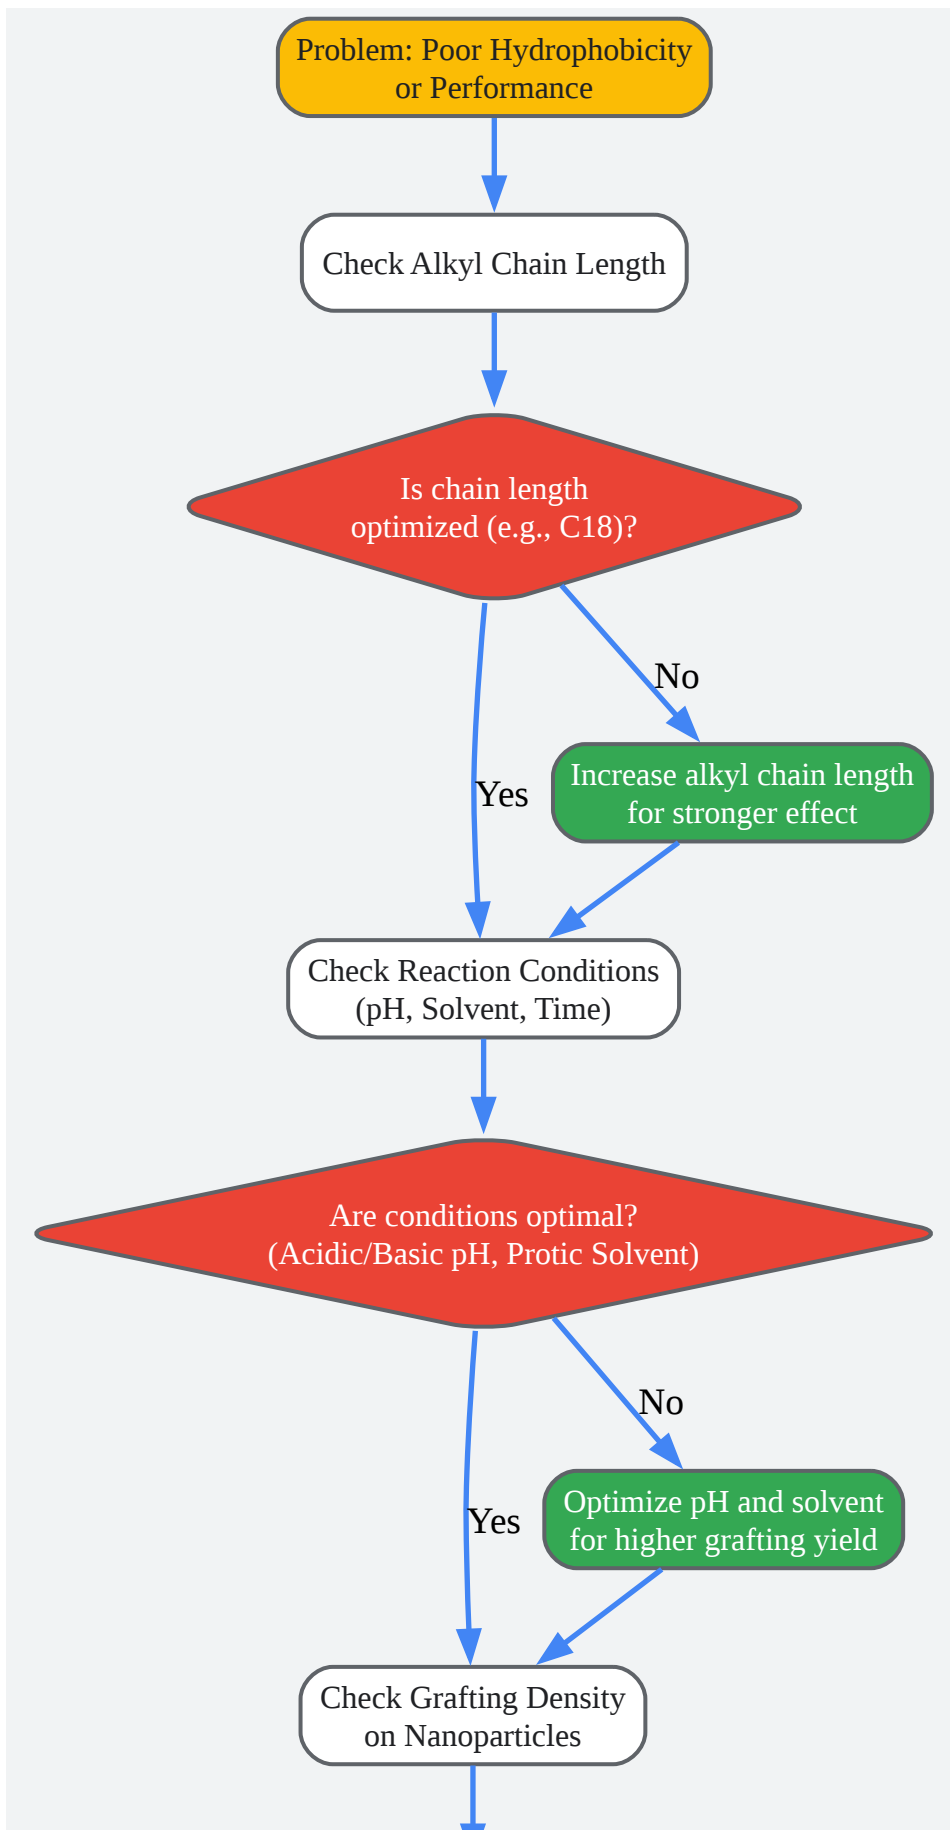 Problem: Poor Hydrophobicity
or Performance
Check Alkyl Chain Length
Is chain length
optimized (e.g., C18)?
No
Yes
Increase alkyl chain length
for stronger effect
Check Reaction Conditions
(pH, Solvent, Time)
Are conditions optimal?
(Acidic/Basic pH, Protic Solvent)
No
Yes
Optimize pH and solvent
for higher grafting yield
Check Grafting Density
on Nanoparticles